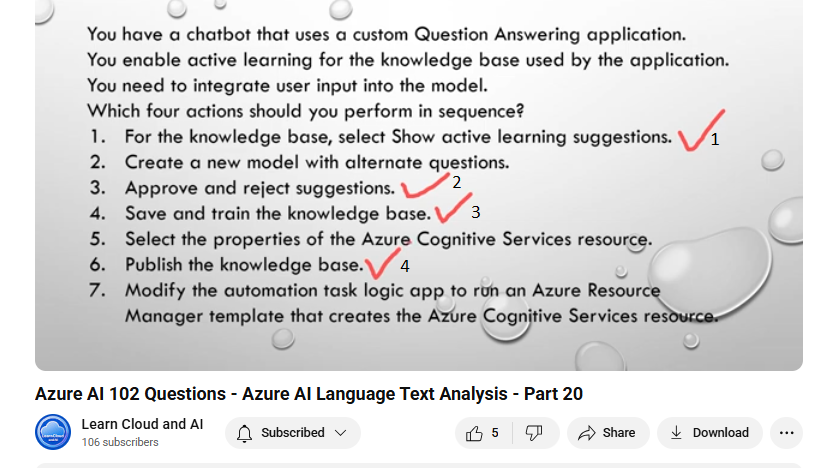 You have a chatbot that uses a custom Question Answering application.
You enable active learning for the knowledge base used by the application.
You need to integrate user input into the model.
Which four actions should you perform in sequence?
1. For the knowledge base, select Show active learning suggestions. 1
2. Create a new model with alternate questions.
3. Approve and reject suggestions. 2
4. Save and train the knowledge base. 3
5. Select the properties of the Azure Cognitive Services resource.
6. Publish the knowledge base. 4
7. Modify the automation task logic app to run an Azure Resource
Manager template that creates the Azure Cognitive Services resource.
Azure AI 102 Questions - Azure AI Language Text Analysis - Part 20
Learn Cloud and AI
106 subscribers
Subscribed
5
Share
Download